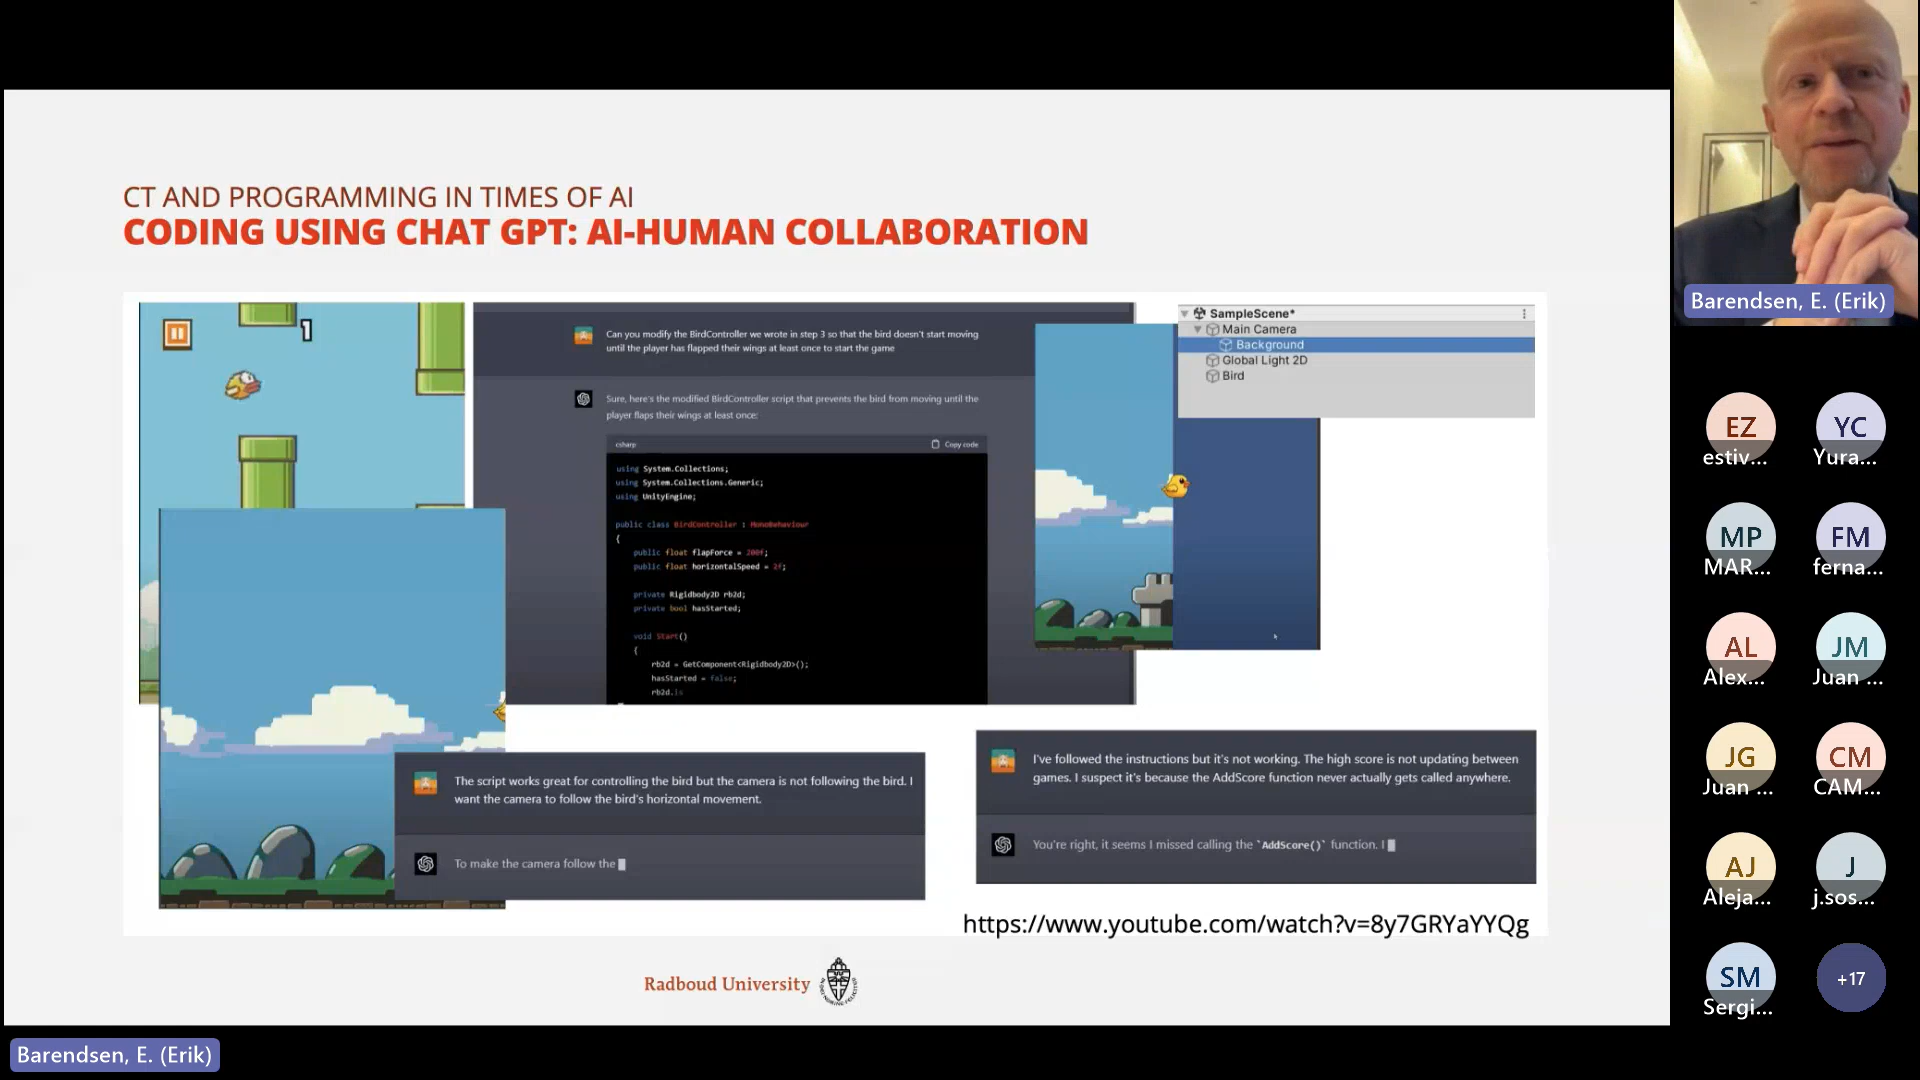 CT AND PROGRAMMING IN TIMES OF AI
CODING USING CHAT GPT: AI-HUMAN COLLABORATION
1
Can you modify the BirdController we wrote in step 3 so that the bird doesn't start moving
until the player has flapped their wings at least once to start the game
Sure, here's the modified BirdController script that prevents the bird from moving until the
player flaps their wings at least once:
csharp
Copy code
using System.Collections;
using System.Collections.Generic;
using UnityEngine;
public class BirdController : MonoBehaviour
{
public float flapForce = 200f;
public float horizontalSpeed = 2f;
private Rigidbody2D rb2d;
private bool hasStarted;
void Start()
{
rb2d = GetComponent<Rigidbody2D>();
hasStarted = false;
rb2d.is
SampleScene*
Main Camera
Background
Global Light 2D
Bird
The script works great for controlling the bird but the camera is not following the bird. I
want the camera to follow the bird's horizontal movement.
To make the camera follow the
I've followed the instructions but it's not working. The high score is not updating between
games. I suspect it's because the AddScore function never actually gets called anywhere.
You're right, it seems I missed calling the `AddScore()` function. I
https://www.youtube.com/watch?v=8y7GRYaYYQg
Radboud University
Barendsen, E. (Erik)
EZ
estiv...
YC
Yura...
MP
MAR...
FM
ferna...
AL
Alex...
JM
Juan ...
JG
Juan ...
CM
CAM...
AJ
Aleja...
J
j.sos...
SM
Sergi...
+17
Barendsen, E. (Erik)